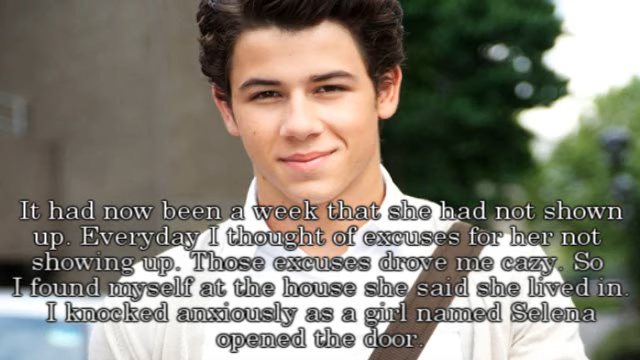 It had now been a week that she had not shown
up. Everyday I thought of excuses for her not
showing up. Those excuses drove me cazy. So
I found myself at the house she said she lived in.
I knocked anxiously as a girl named Selena
opened the door.